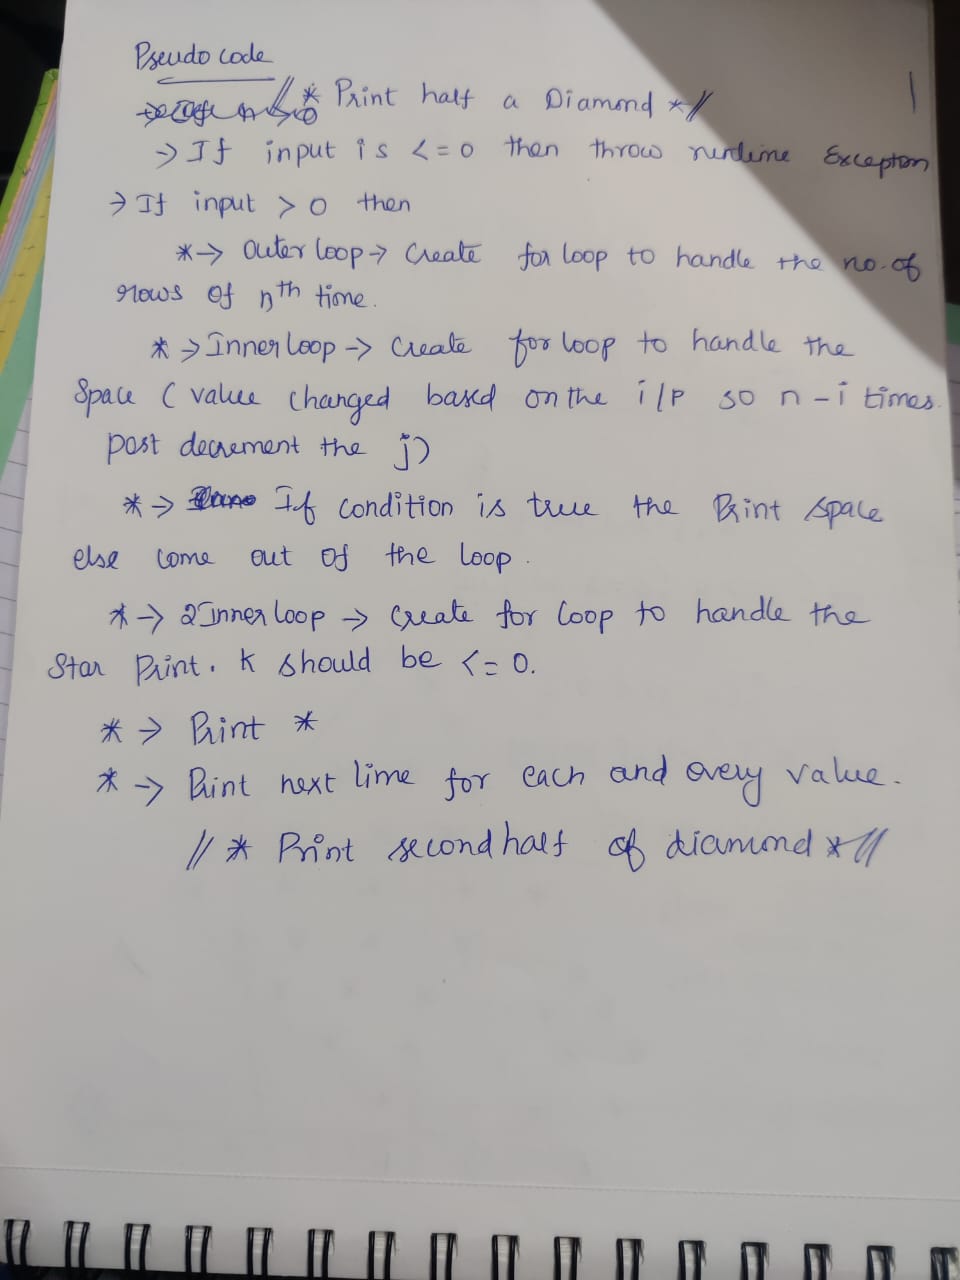 Pseudo code
//* Print half a Diamond *//
-> If input is <= 0 then throw runtime Exception
-> If input > 0 then
*-> Outer loop -> Create for loop to handle the no. of
rows of nth time.
* -> Inner loop -> Create for loop to handle the
Space ( value changed based on the i/p so n - i times.
post decrement the j)
* -> If condition is true the Print space
else come out of the loop.
* -> 2 Inner loop -> Create for loop to handle the
Star Print. K should be <= 0.
* -> Print *
* -> Print next lime for each and every value.
//* Print second half of diamond *//